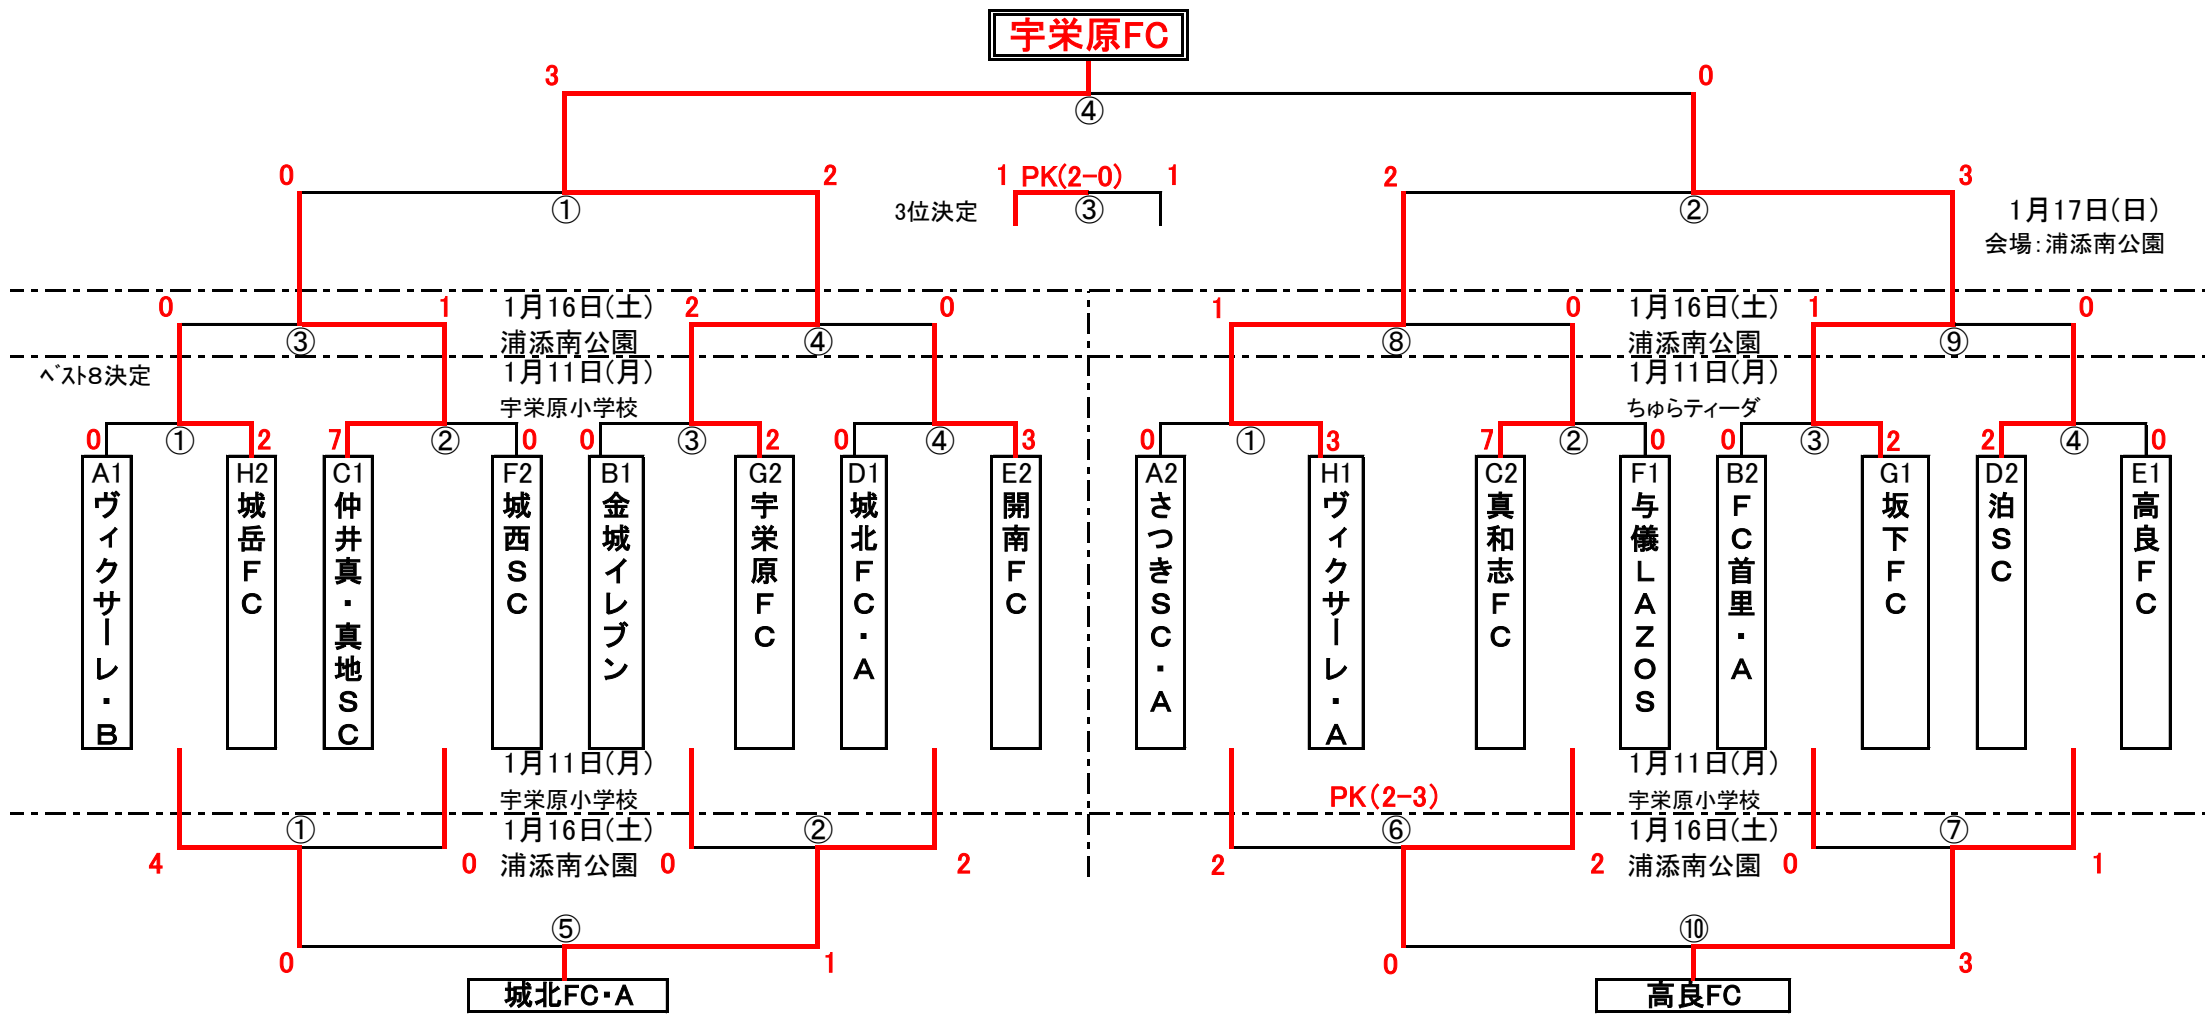 宇栄原FC
3 0
④
0 2 1 PK(2-0) 1 2 3
① 3位決定 ③ ② 1月17日(日)
会場:浦添南公園
0 1 1月16日(土) 2 0 1 0 1月16日(土) 1 0
③ 浦添南公園 ④ ⑧ 浦添南公園 ⑨
ベスト8決定 1月11日(月) 1月11日(月)
宇栄原小学校 ちゅらティーダ
0 ① 2 7 ② 0 0 ③ 2 0 ④ 3 0 ① 3 7 ② 0 0 ③ 2 2 ④ 0
A1 ヴィクサーレ・B
H2 城岳FC
C1 仲井真・真地SC
F2 城西SC
B1 金城イレブン
G2 宇栄原FC
D1 城北FC・A
E2 開南FC
A2 さつきSC・A
H1 ヴィクサーレ・A
C2 真和志FC
F1 与儀LAZOS
B2 FC首里・A
G1 坂下FC
D2 泊SC
E1 高良FC
1月11日(月) 1月11日(月)
宇栄原小学校 PK(2-3) 宇栄原小学校
① 1月16日(土) ② ⑥ 1月16日(土) ⑦
4 0 浦添南公園 0 2 2 2 浦添南公園 0 1
⑤ ⑩
0 1 0 3
城北FC・A 高良FC